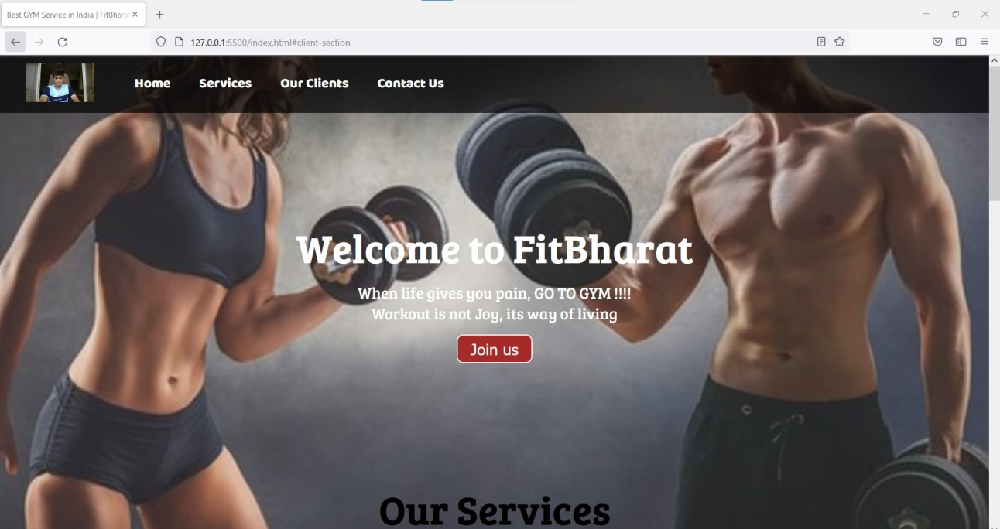 Best GYM Service in India | FitBhara
127.0.0.1:5500/index.html#client-section
Home Services Our Clients Contact Us
Welcome to FitBharat
When life gives you pain, GO TO GYM !!!!
Workout is not Joy, its way of living
Join us
Our Services